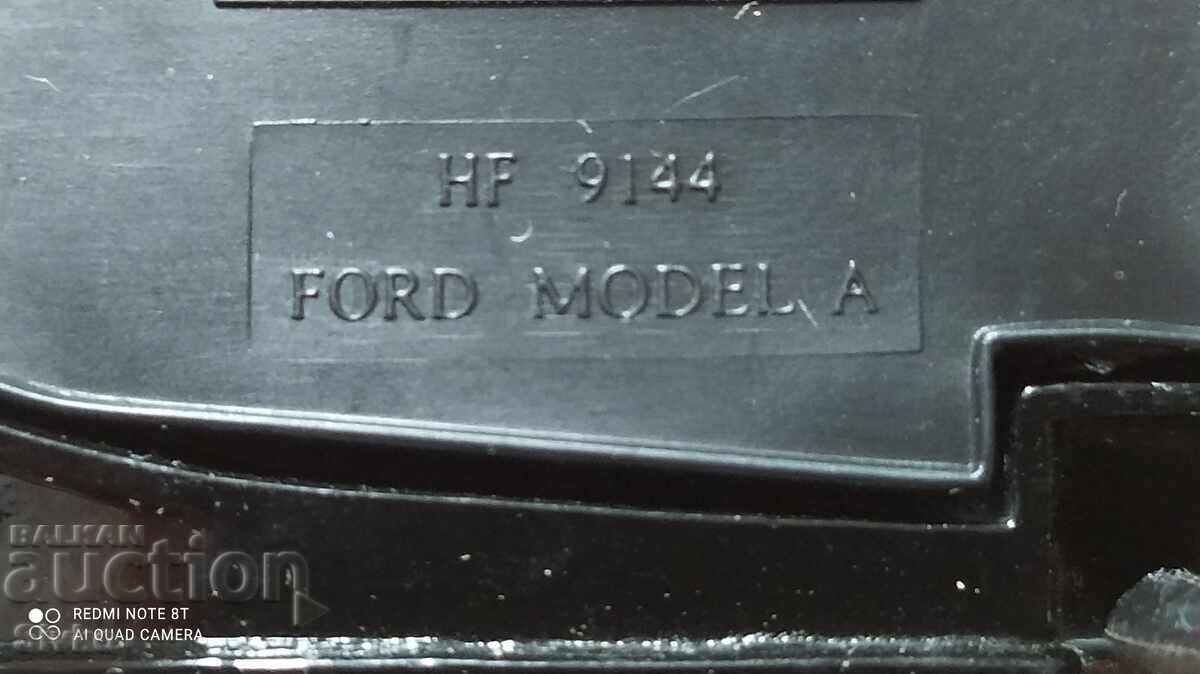 HF 9144
FORD MODEL A
BALKAN
auction
REDMI NOTE 8T
AI QUAD CAMERA